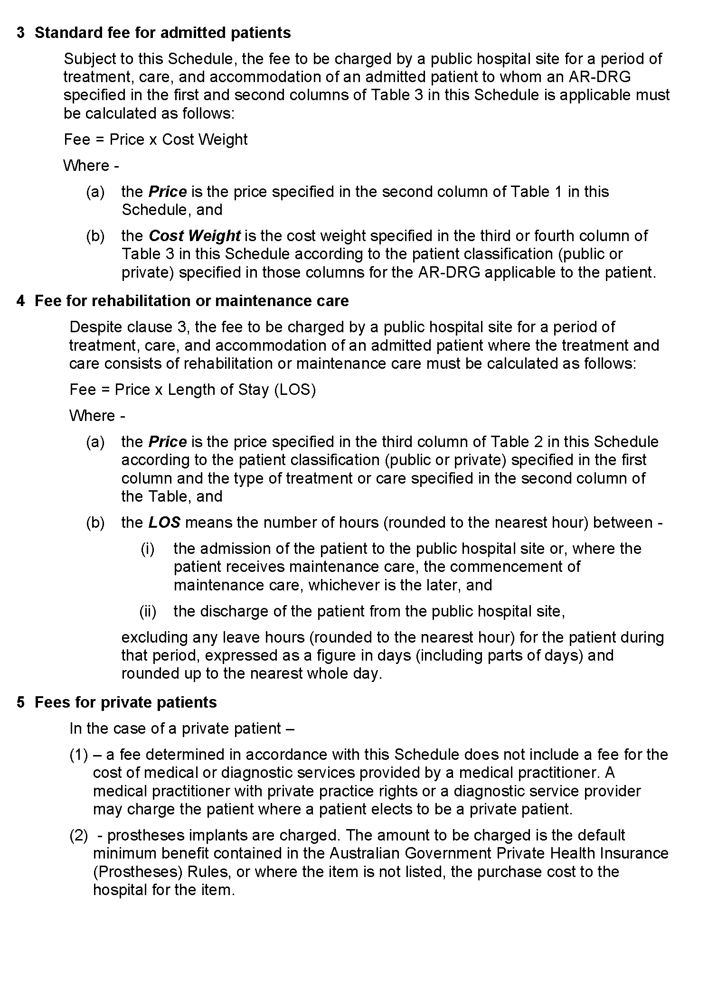 3 Standard fee for admitted patients
Subject to this Schedule, the fee to be charged by a public hospital site for a period of
treatment, care, and accommodation of an admitted patient to whom an AR-DRG
specified in the first and second columns of Table 3 in this Schedule is applicable must
be calculated as follows:
Fee = Price x Cost Weight
Where -
(a) the Price is the price specified in the second column of Table 1 in this
Schedule, and
(b) the Cost Weight is the cost weight specified in the third or fourth column of
Table 3 in this Schedule according to the patient classification (public or
private) specified in those columns for the AR-DRG applicable to the patient.
4 Fee for rehabilitation or maintenance care
Despite clause 3, the fee to be charged by a public hospital site for a period of
treatment, care, and accommodation of an admitted patient where the treatment and
care consists of rehabilitation or maintenance care must be calculated as follows:
Fee = Price x Length of Stay (LOS)
Where -
(a) the Price is the price specified in the third column of Table 2 in this Schedule
according to the patient classification (public or private) specified in the first
column and the type of treatment or care specified in the second column of
the Table, and
(b) the LOS means the number of hours (rounded to the nearest hour) between -
(i) the admission of the patient to the public hospital site or, where the
patient receives maintenance care, the commencement of
maintenance care, whichever is the later, and
(ii) the discharge of the patient from the public hospital site,
excluding any leave hours (rounded to the nearest hour) for the patient during
that period, expressed as a figure in days (including parts of days) and
rounded up to the nearest whole day.
5 Fees for private patients
In the case of a private patient –
(1) – a fee determined in accordance with this Schedule does not include a fee for the
cost of medical or diagnostic services provided by a medical practitioner. A
medical practitioner with private practice rights or a diagnostic service provider
may charge the patient where a patient elects to be a private patient.
(2) - prostheses implants are charged. The amount to be charged is the default
minimum benefit contained in the Australian Government Private Health Insurance
(Prostheses) Rules, or where the item is not listed, the purchase cost to the
hospital for the item.